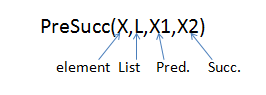 PreSucc(X,L,X1,X2)
element List Pred. Succ.